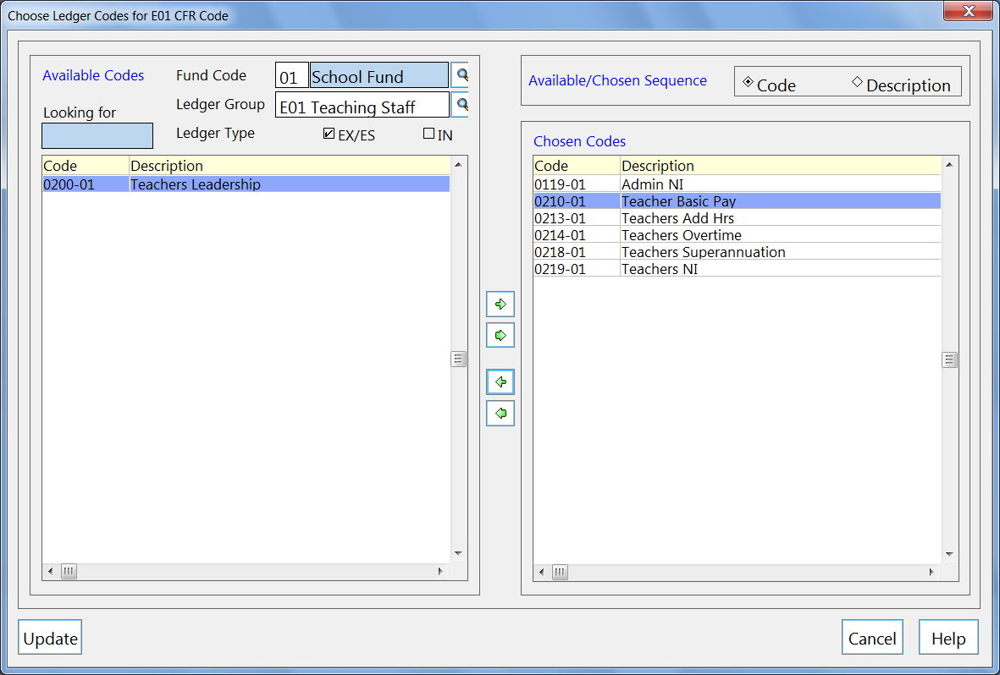 Choose Ledger Codes for E01 CFR Code
Available Codes
Fund Code
01
School Fund
Looking for
Ledger Group
E01 Teaching Staff
Ledger Type
EX/ES
IN
Code Description
0200-01 Teachers Leadership
Available/Chosen Sequence
Code
Description
Chosen Codes
Code Description
0119-01 Admin NI
0210-01 Teacher Basic Pay
0213-01 Teachers Add Hrs
0214-01 Teachers Overtime
0218-01 Teachers Superannuation
0219-01 Teachers NI
Update
Cancel
Help